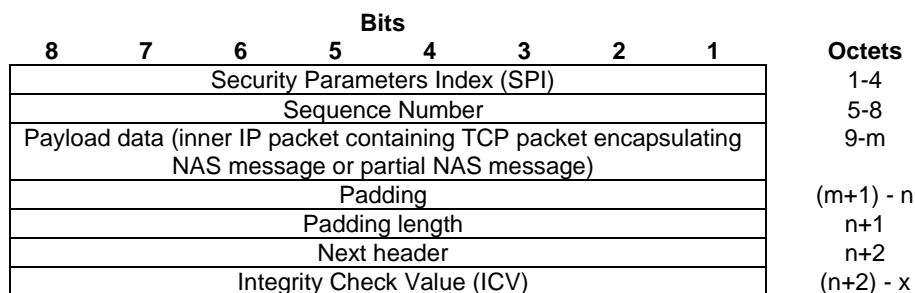 Bits
8 7 6 5 4 3 2 1 Octets
Security Parameters Index (SPI) 1-4
Sequence Number 5-8
Payload data (inner IP packet containing TCP packet encapsulating 9-m
NAS message or partial NAS message)
Padding (m+1) - n
Padding length n+1
Next header n+2
Integrity Check Value (ICV) (n+2) - x